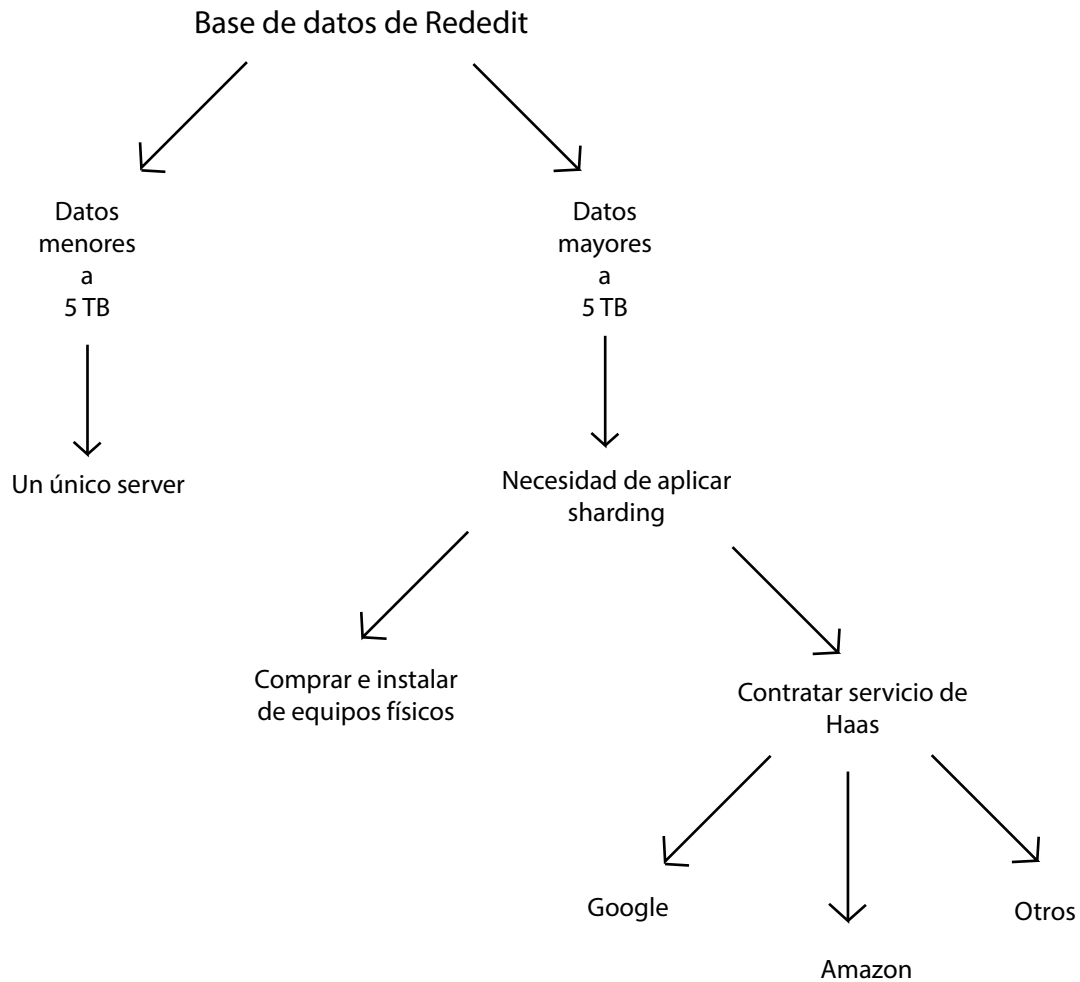 Base de datos de Rededit
Datos
menores
a
5 TB
Datos
mayores
a
5 TB
Un único server
Necesidad de aplicar
sharding
Comprar e instalar
de equipos físicos
Contratar servicio de
Haas
Google
Amazon
Otros